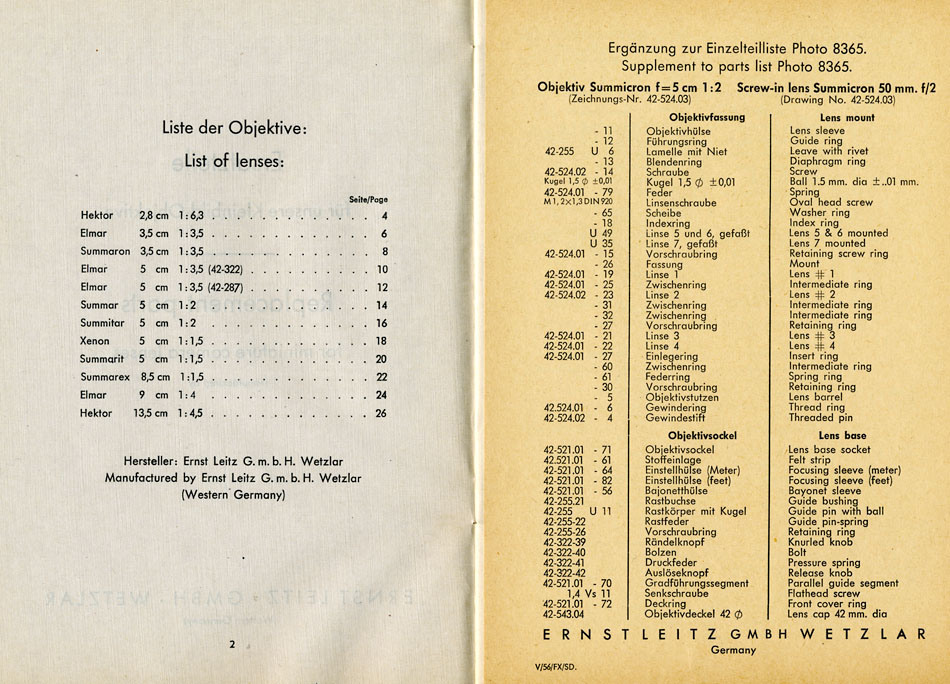 Liste der Objektive:
List of lenses:
Seite/Page
Hektor 2,8 cm 1:6,3 . . . . . . . . . . . . 4
Elmar 3,5 cm 1:3,5 . . . . . . . . . . . . 6
Summaron 3,5 cm 1:3,5 . . . . . . . . . . . . 8
Elmar 5 cm 1:3,5 (42-322) . . . . . . . . . 10
Elmar 5 cm 1:3,5 (42-287) . . . . . . . . . 12
Summar 5 cm 1:2 . . . . . . . . . . . . 14
Summitar 5 cm 1:2 . . . . . . . . . . . . 16
Xenon 5 cm 1:1,5 . . . . . . . . . . . . 18
Summarit 5 cm 1:1,5 . . . . . . . . . . . . 20
Summarex 8,5 cm 1:1,5 . . . . . . . . . . . . 22
Elmar 9 cm 1:4 . . . . . . . . . . . . 24
Hektor 13,5 cm 1:4,5 . . . . . . . . . . . . 26
Hersteller: Ernst Leitz G.m.b.H. Wetzlar
Manufactured by Ernst Leitz G.m.b.H. Wetzlar
(Western Germany)
2
Ergänzung zur Einzelteilliste Photo 8365.
Supplement to parts list Photo 8365.
Objektiv Summicron f=5 cm 1:2 Screw-in lens Summicron 50 mm. f/2
(Zeichnungs-Nr. 42-524.03) (Drawing No. 42-524.03)
Objektivfassung Lens mount
- 11 Objektivhülse Lens sleeve
- 12 Führungsring Guide ring
42-255 U 6 Lamelle mit Niet Leave with rivet
- 13 Blendenring Diaphragm ring
42-524.02 - 14 Schraube Screw
Kugel 1,5 ∅ ±0,01 Kugel 1,5 ∅ ±0,01 Ball 1.5 mm. dia ±..01 mm.
42-524.01 - 79 Feder Spring
M 1,2×1,3 DIN 920 Linsenschraube Oval head screw
- 65 Scheibe Washer ring
- 18 Indexring Index ring
U 49 Linse 5 und 6, gefaßt Lens 5 & 6 mounted
U 35 Linse 7, gefaßt Lens 7 mounted
42-524.01 - 15 Vorschraubring Retaining screw ring
- 26 Fassung Mount
42-524.01 - 19 Linse 1 Lens # 1
42-524.01 - 25 Zwischenring Intermediate ring
42-524.02 - 23 Linse 2 Lens # 2
- 31 Zwischenring Intermediate ring
- 32 Zwischenring Intermediate ring
- 27 Vorschraubring Retaining ring
42-524.01 - 21 Linse 3 Lens # 3
42-524.01 - 22 Linse 4 Lens # 4
42-524.01 - 27 Einlegering Insert ring
- 60 Zwischenring Intermediate ring
- 61 Federring Spring ring
- 30 Vorschraubring Retaining ring
- 5 Objektivstutzen Lens barrel
42.524.01 - 6 Gewindering Thread ring
42-524.02 - 4 Gewindestift Threaded pin
Objektivsockel Lens base
42-521.01 - 71 Objektivsockel Lens base socket
42.521.01 - 61 Stoffeinlage Felt strip
42-521.01 - 64 Einstellhülse (Meter) Focusing sleeve (meter)
42-521.01 - 82 Einstellhülse (feet) Focusing sleeve (feet)
42-521.01 - 56 Bajonetthülse Bayonet sleeve
42-255.21 Rastbuchse Guide bushing
42-255 U 11 Rastkörper mit Kugel Guide pin with ball
42-255-22 Rastfeder Guide pin-spring
42-255-26 Vorschraubring Retaining ring
42-322-39 Rändelknopf Knurled knob
42-322-40 Bolzen Bolt
42-322-41 Druckfeder Pressure spring
42-322-42 Auslöseknopf Release knob
42-521.01 - 70 Gradführungssegment Parallel guide segment
1,4 Vs 11 Senkschraube Flathead screw
42-521.01 - 72 Deckring Front cover ring
42-543.04 Objektivdeckel 42 ∅ Lens cap 42 mm. dia
ERNST LEITZ GMBH WETZLAR
Germany
V/56/FX/SD.